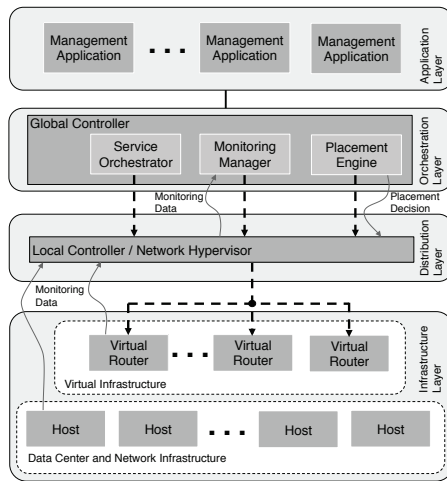 Management Application
. . .
Management Application
Management Application
Application Layer
Global Controller
Service Orchestrator
Monitoring Manager
Placement Engine
Orchestration Layer
Monitoring Data
Placement Decision
Local Controller / Network Hypervisor
Distribution Layer
Monitoring Data
Virtual Router
. . .
Virtual Router
Virtual Router
Virtual Infrastructure
Infrastructure Layer
Host
Host
. . .
Host
Host
Data Center and Network Infrastructure